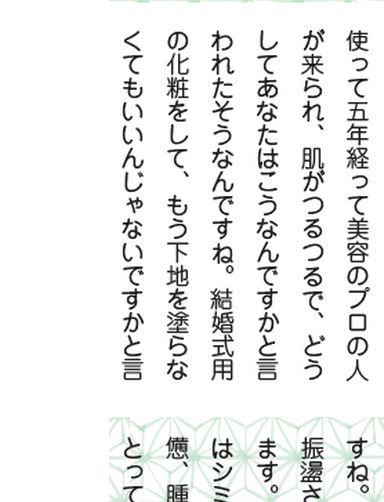 使って五年経って美容のプロの人
が来られ、肌がつるつるで、どう
してあなたはこうなんですかと言
われたそうなんですね。結婚式用
の化粧をして、もう下地を塗らな
くてもいいんじゃないですかと言
すね。
振盪さ
ます。
はシミ
憊、腫
とって